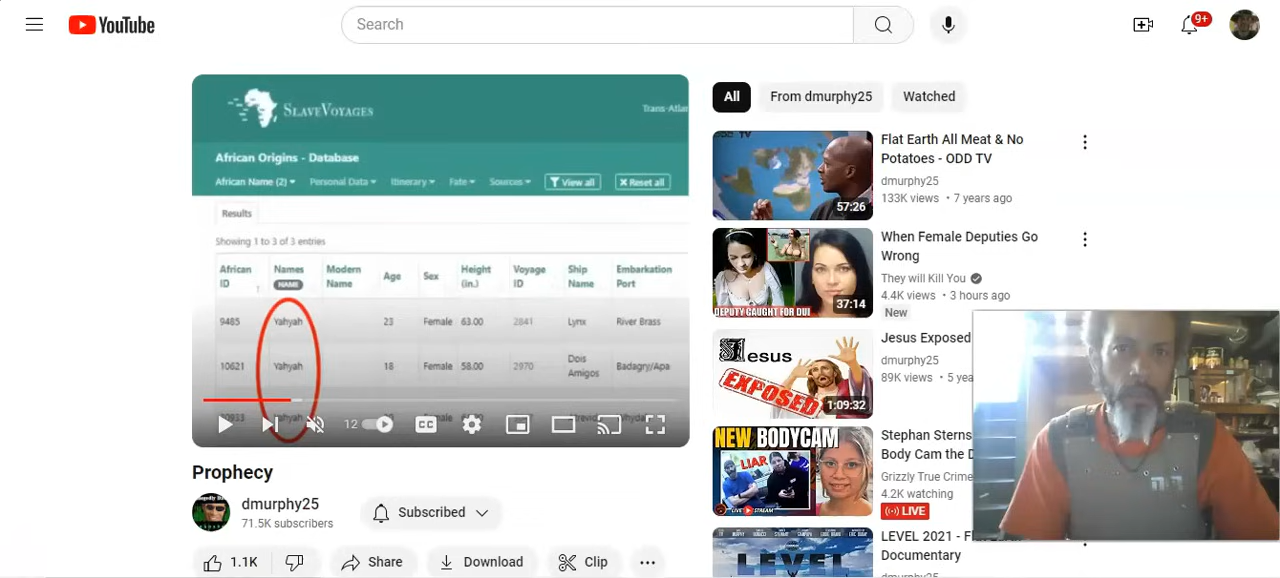 YouTube
Search
9+
SLAVEVOYAGES
Trans-Atlan
African Origins - Database
African Name (2) Personal Data Itinerary Fate Sources View all Reset all
Results
Showing 1 to 3 of 3 entries
African ID Names NAME Modern Name Age Sex Height (in.) Voyage ID Ship Name Embarkation Port
9485 Yahyah 23 Female 63.00 2841 Lynx River Brass
10621 Yahyah 18 Female 58.00 2970 Dois Amigos Badagry/Apa
Yahyah
12
CC
Prophecy
dmurphy25
71.5K subscribers
Subscribed
1.1K
Share
Download
Clip
All
From dmurphy25
Watched
ODD TV
57:26
Flat Earth All Meat & No
Potatoes - ODD TV
dmurphy25
133K views • 7 years ago
DEPUTY CAUGHT FOR DUI
37:14
When Female Deputies Go
Wrong
They will Kill You
4.4K views • 3 hours ago
New
Jesus
EXPOSED
1:09:32
Jesus Exposed
dmurphy25
89K views • 5 yea
NEW BODYCAM
LIAR
LIVE STREAM
Stephan Sterns
Body Cam the D
Grizzly True Crime
4.2K watching
LIVE
LEVEL
LEVEL 2021 - F
Documentary
dmurphy25